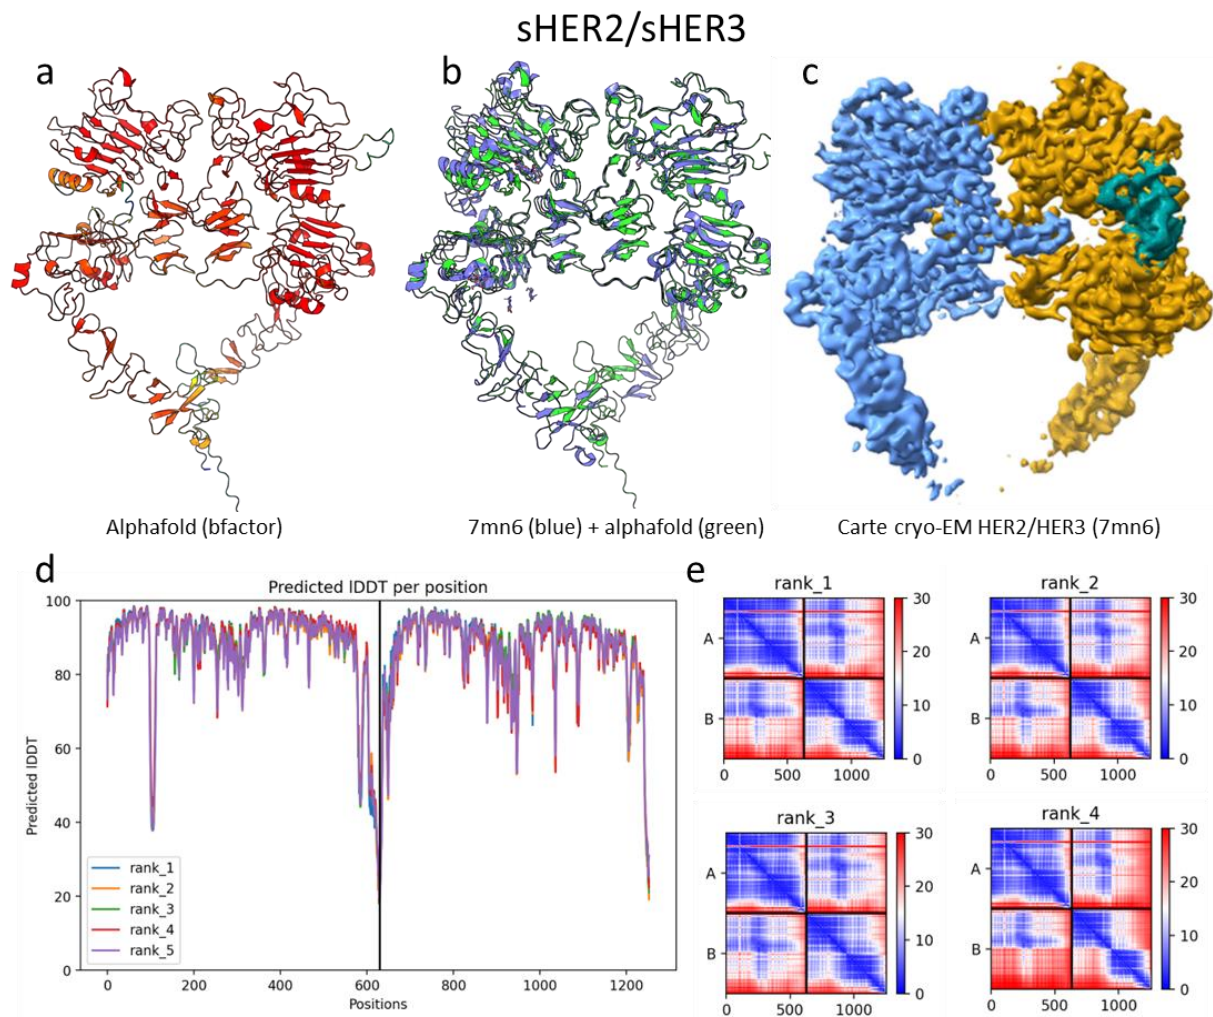 sHER2/sHER3
a
b
c
Alphafold (bfactor)
7mn6 (blue) + alphafold (green)
Carte cryo-EM HER2/HER3 (7mn6)
d
Predicted lDDT per position
100
80
60
40
20
0
Predicted lDDT
rank_1
rank_2
rank_3
rank_4
rank_5
0 200 400 600 800 1000 1200
Positions
e
rank_1
A
B
0 500 1000
30
20
10
0
rank_2
A
B
0 500 1000
30
20
10
0
rank_3
A
B
0 500 1000
30
20
10
0
rank_4
A
B
0 500 1000
30
20
10
0